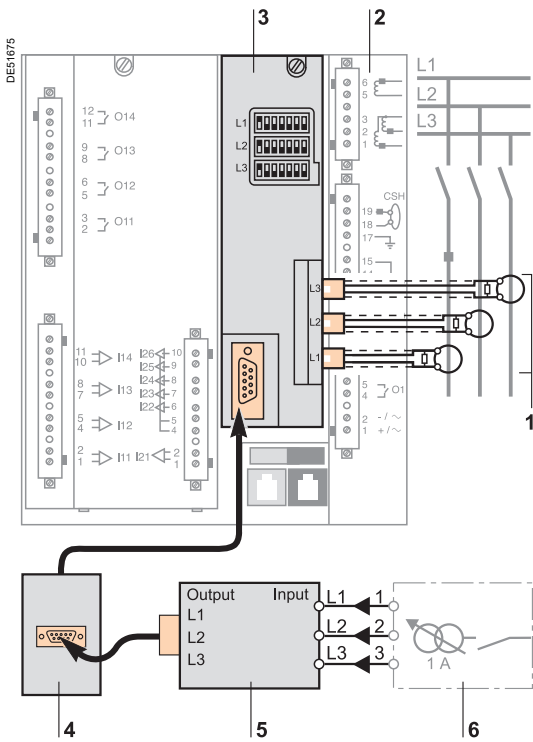 DE51675
3
2
L1
L2
L3
12
11
O14
9
8
O13
6
5
O12
3
2
O11
L1
L2
L3
6
5
3
2
1
CSH
19
18
17
15
L3
L2
L1
11
10
I14
8
7
I13
5
4
I12
2
1
I11
I26
10
I25
9
I24
8
I23
7
I22
6
5
4
I21
2
1
5
4
O1
2
- / ~
1
+ / ~
1
Output
Input
L1
L2
L3
L1
1
L2
2
L3
3
1 A
4
5
6